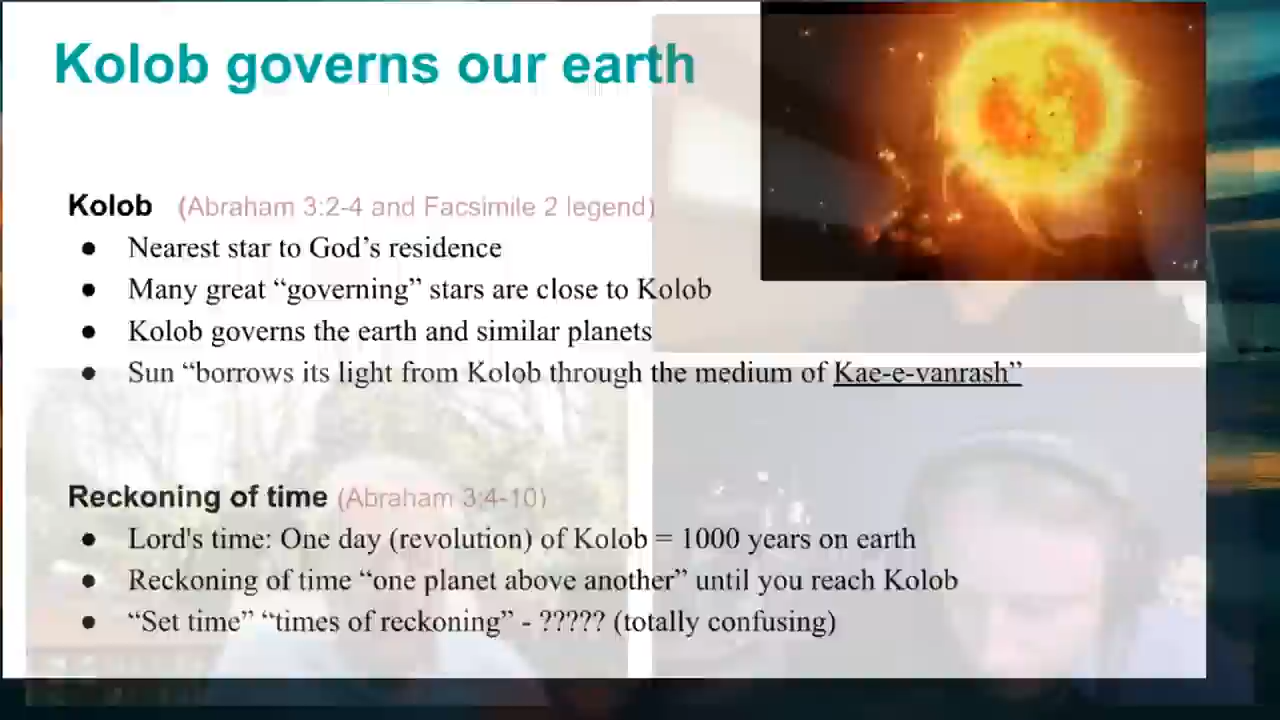 Kolob governs our earth
Kolob (Abraham 3:2-4 and Facsimile 2 legend)
● Nearest star to God’s residence
● Many great “governing” stars are close to Kolob
● Kolob governs the earth and similar planets
● Sun “borrows its light from Kolob through the medium of Kae-e-vanrash”
Reckoning of time (Abraham 3:4-10)
● Lord's time: One day (revolution) of Kolob = 1000 years on earth
● Reckoning of time “one planet above another” until you reach Kolob
● “Set time” “times of reckoning” - ????? (totally confusing)